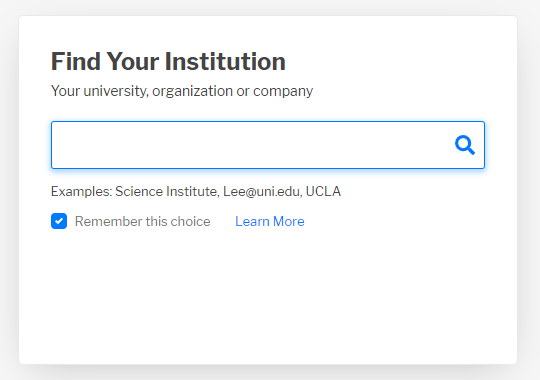 Find Your Institution
Your university, organization or company
Examples: Science Institute, Lee@uni.edu, UCLA
Remember this choice Learn More